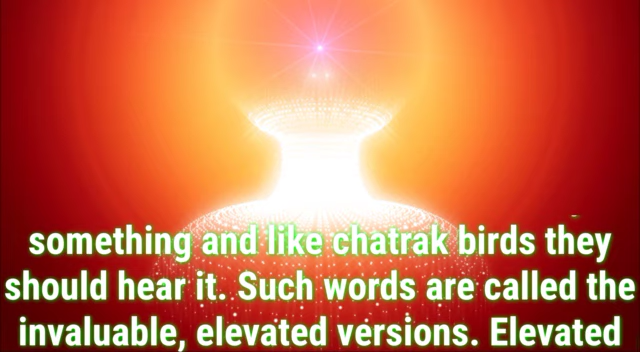 something and like chatrak birds they
should hear it. Such words are called the
invaluable, elevated versions. Elevated